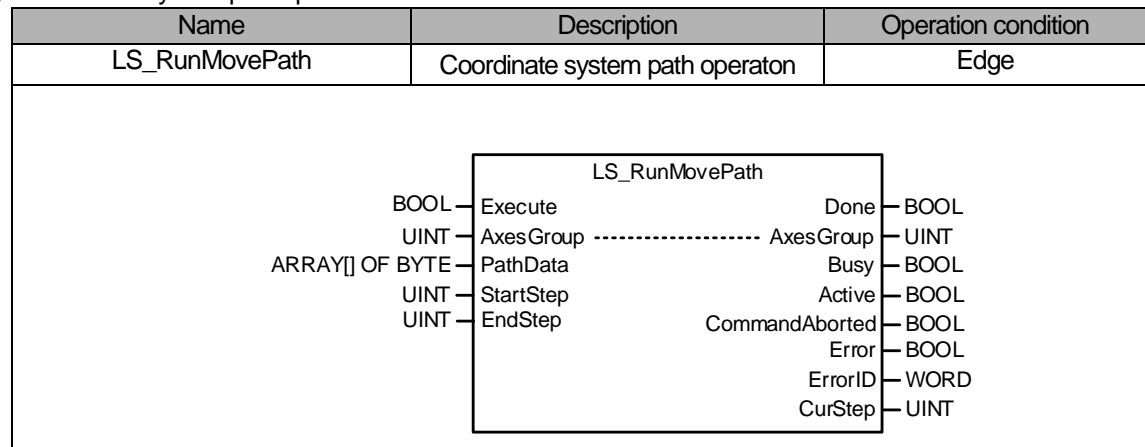 Name Description Operation condition
LS_RunMovePath Coordinate system path operaton Edge
LS_RunMovePath
BOOL Execute Done BOOL
UINT AxesGroup AxesGroup UINT
ARRAY[] OF BYTE PathData Busy BOOL
UINT StartStep Active BOOL
UINT EndStep CommandAborted BOOL
Error BOOL
ErrorID WORD
CurStep UINT